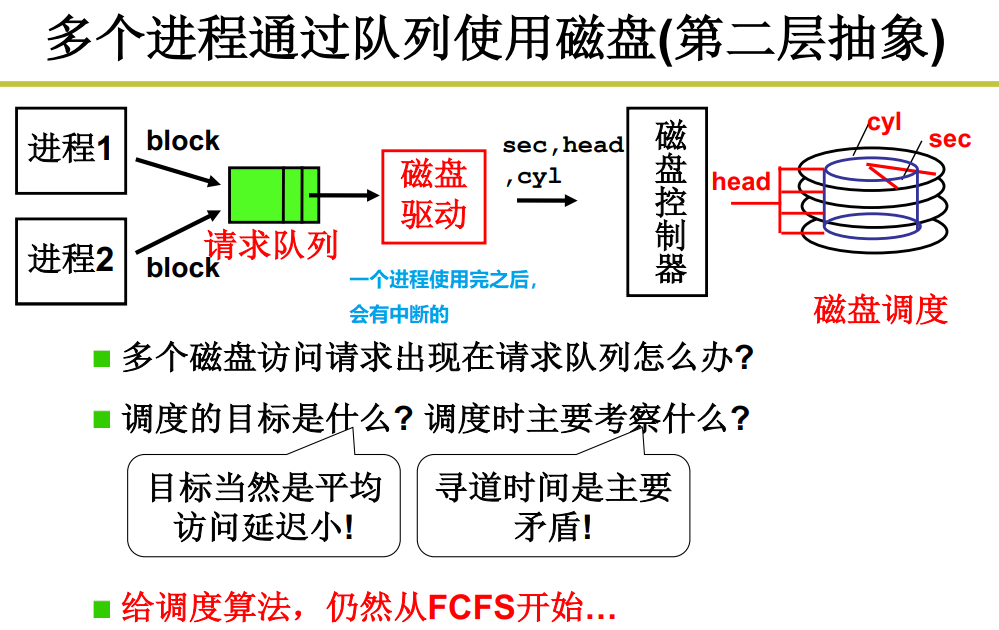 多个进程通过队列使用磁盘(第二层抽象)
进程1
block
进程2
block
请求队列
磁盘
驱动
一个进程使用完之后，
会有中断的
sec,head
,cyl
磁盘控制器
head
cyl
sec
磁盘调度
多个磁盘访问请求出现在请求队列怎么办?
调度的目标是什么? 调度时主要考察什么?
目标当然是平均
访问延迟小!
寻道时间是主要
矛盾!
给调度算法，仍然从FCFS开始…